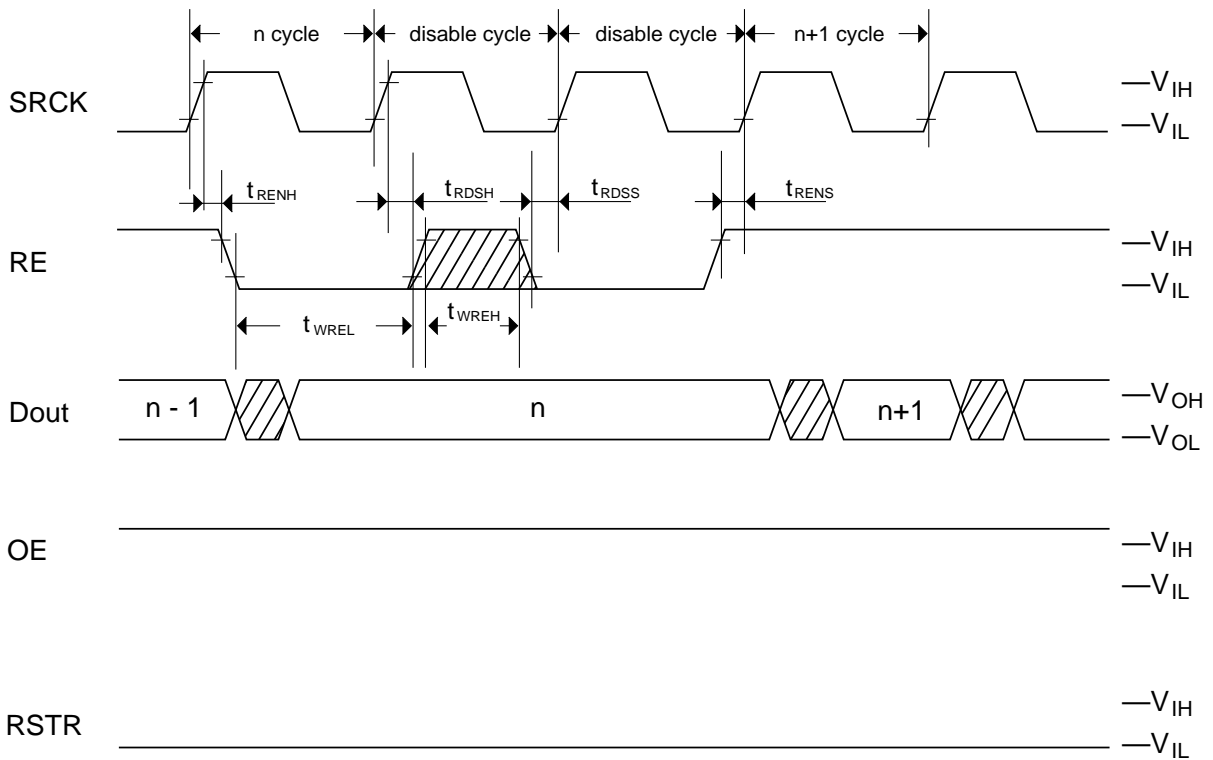 n cycle disable cycle disable cycle n+1 cycle
SRCK
—VIH
—VIL
tRENH tRDSH tRDSS tRENS
RE
—VIH
—VIL
tWREL tWREH
Dout n - 1 n n+1
—VOH
—VOL
OE
—VIH
—VIL
RSTR
—VIH
—VIL